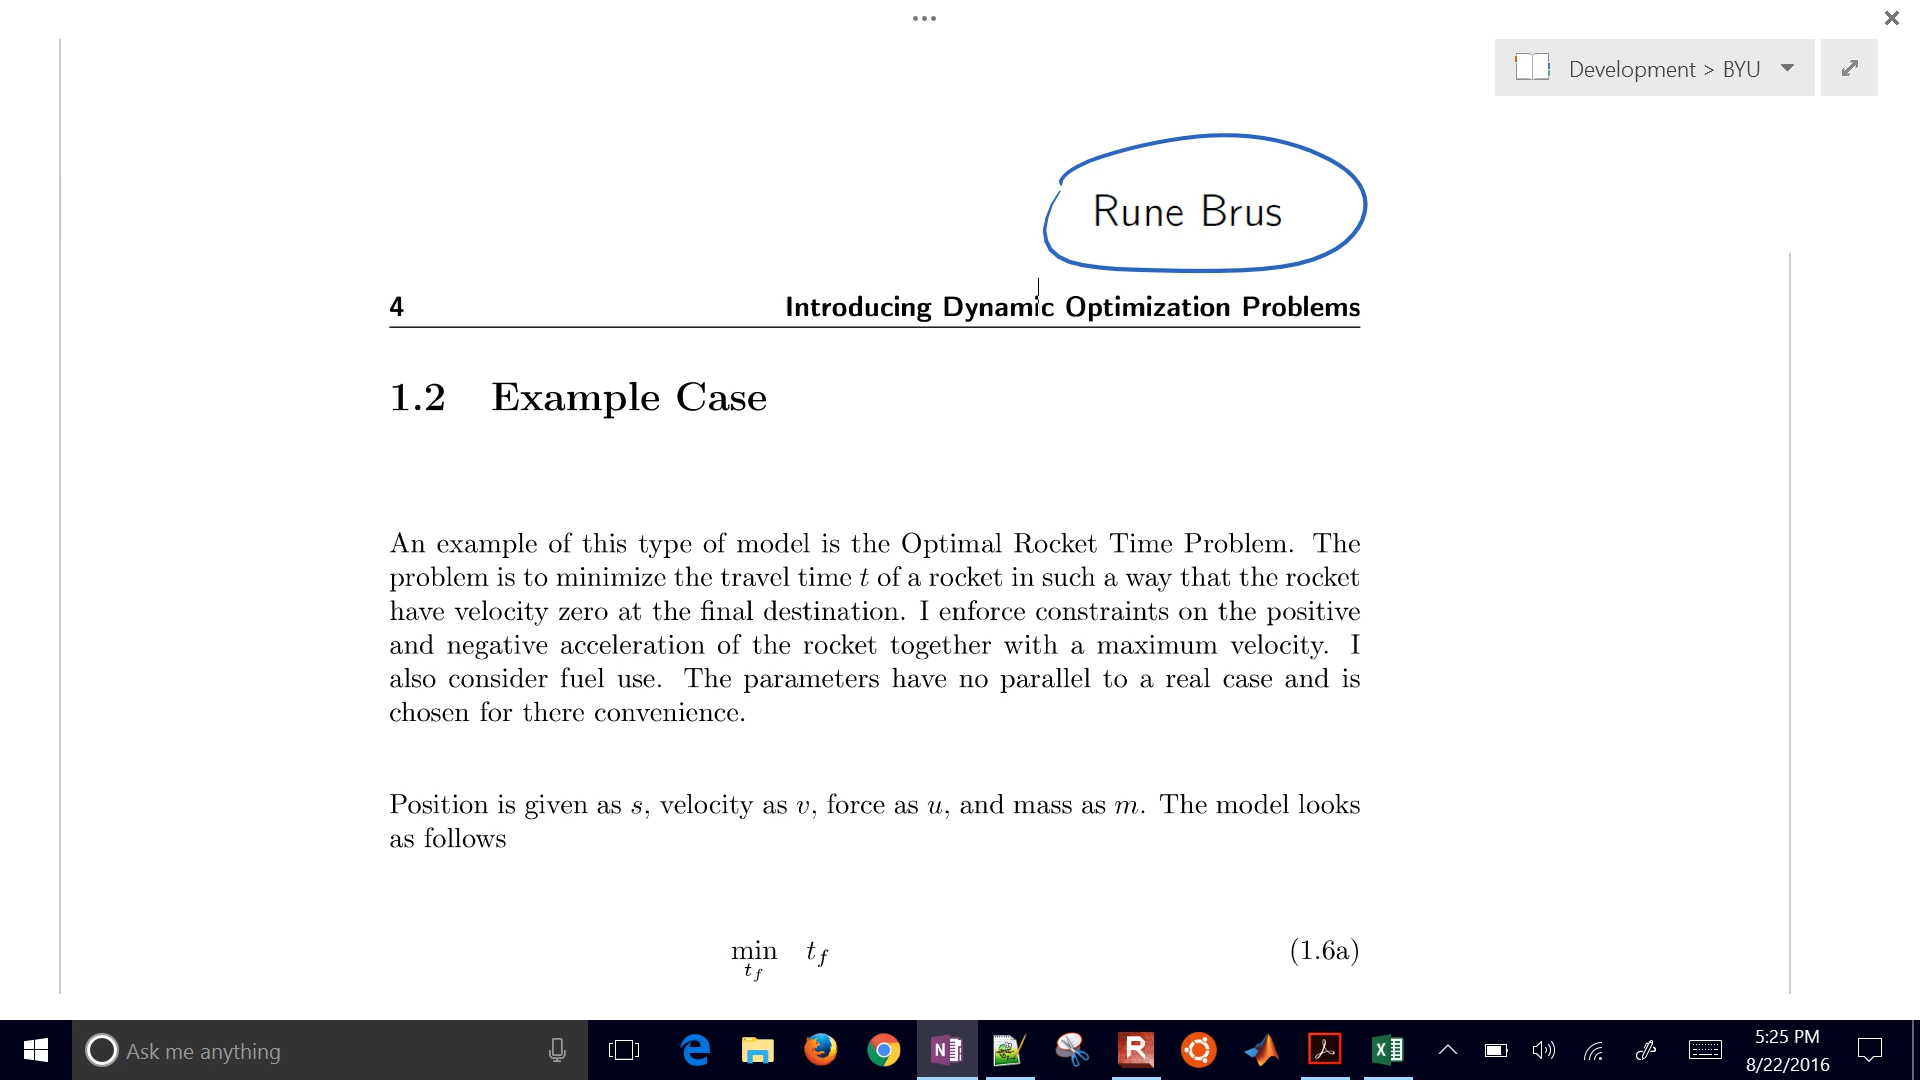 Development > BYU
Rune Brus
4 Introducing Dynamic Optimization Problems
1.2 Example Case
An example of this type of model is the Optimal Rocket Time Problem. The
problem is to minimize the travel time t of a rocket in such a way that the rocket
have velocity zero at the final destination. I enforce constraints on the positive
and negative acceleration of the rocket together with a maximum velocity. I
also consider fuel use. The parameters have no parallel to a real case and is
chosen for there convenience.
Position is given as s, velocity as v, force as u, and mass as m. The model looks
as follows
min t_f (1.6a)
t_f
Ask me anything
5:25 PM
8/22/2016